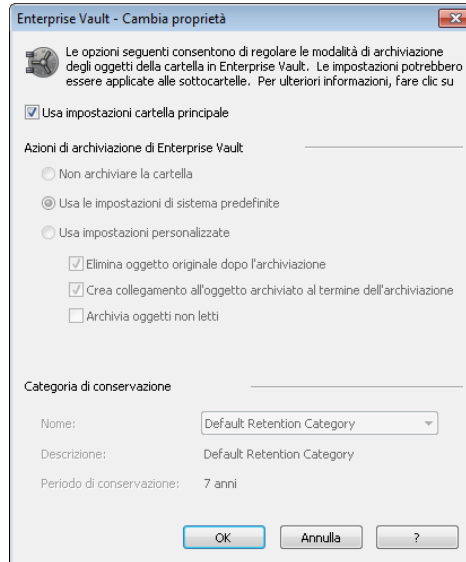 Enterprise Vault - Cambia proprietà
Le opzioni seguenti consentono di regolare le modalità di archiviazione
degli oggetti della cartella in Enterprise Vault. Le impostazioni potrebbero
essere applicate alle sottocartelle. Per ulteriori informazioni, fare clic su
Usa impostazioni cartella principale
Azioni di archiviazione di Enterprise Vault
Non archiviare la cartella
Usa le impostazioni di sistema predefinite
Usa impostazioni personalizzate
Elimina oggetto originale dopo l'archiviazione
Crea collegamento all'oggetto archiviato al termine dell'archiviazione
Archivia oggetti non letti
Categoria di conservazione
Nome: Default Retention Category
Descrizione: Default Retention Category
Periodo di conservazione: 7 anni
OK Annulla ?